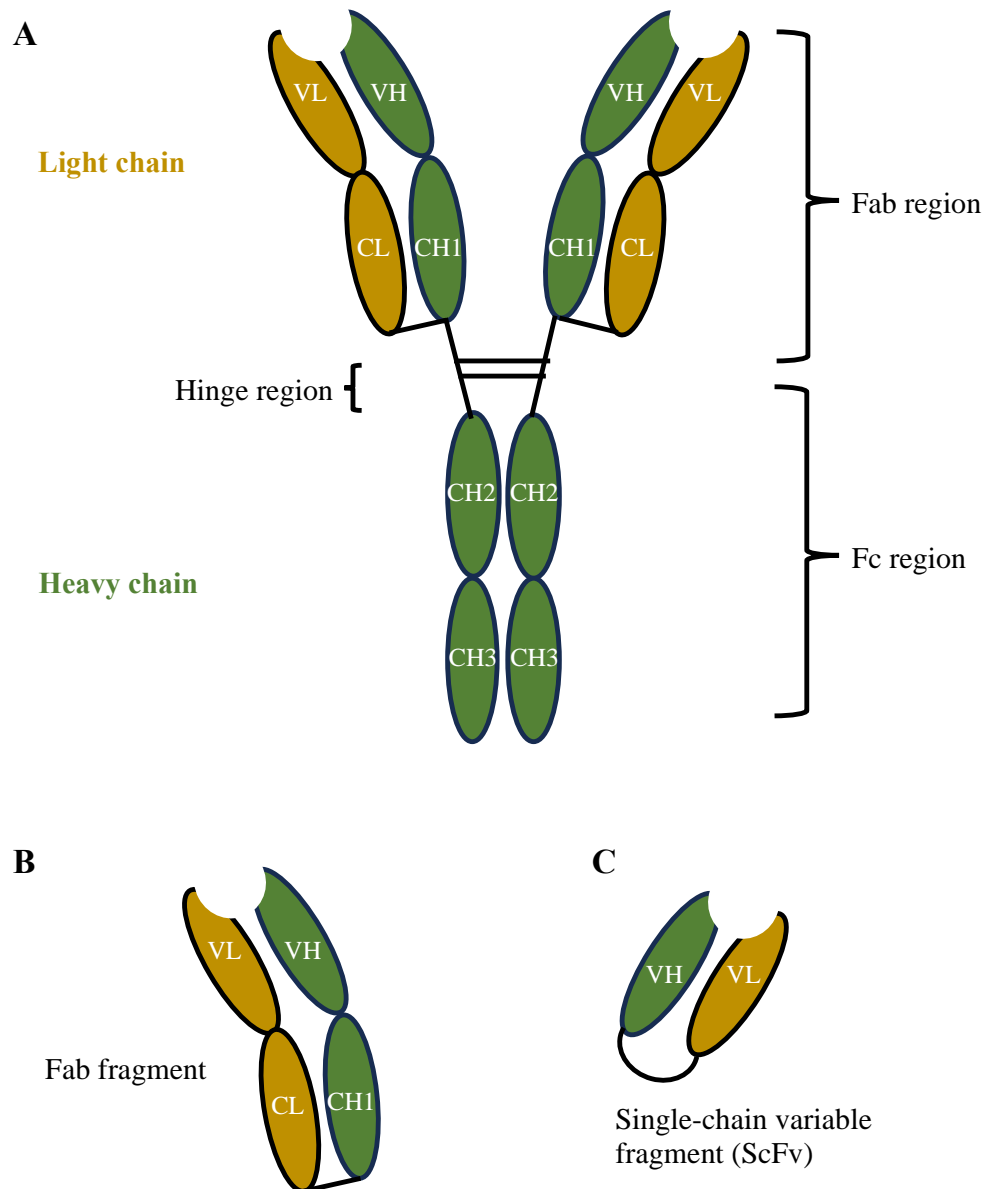 A
VL
VH
VH
VL
Light chain
Fab region
CL
CH1
CH1
CL
Hinge region
CH2
CH2
Fc region
Heavy chain
CH3
CH3
B
C
VL
VH
VH
VL
Fab fragment
CL
CH1
Single-chain variable
fragment (ScFv)